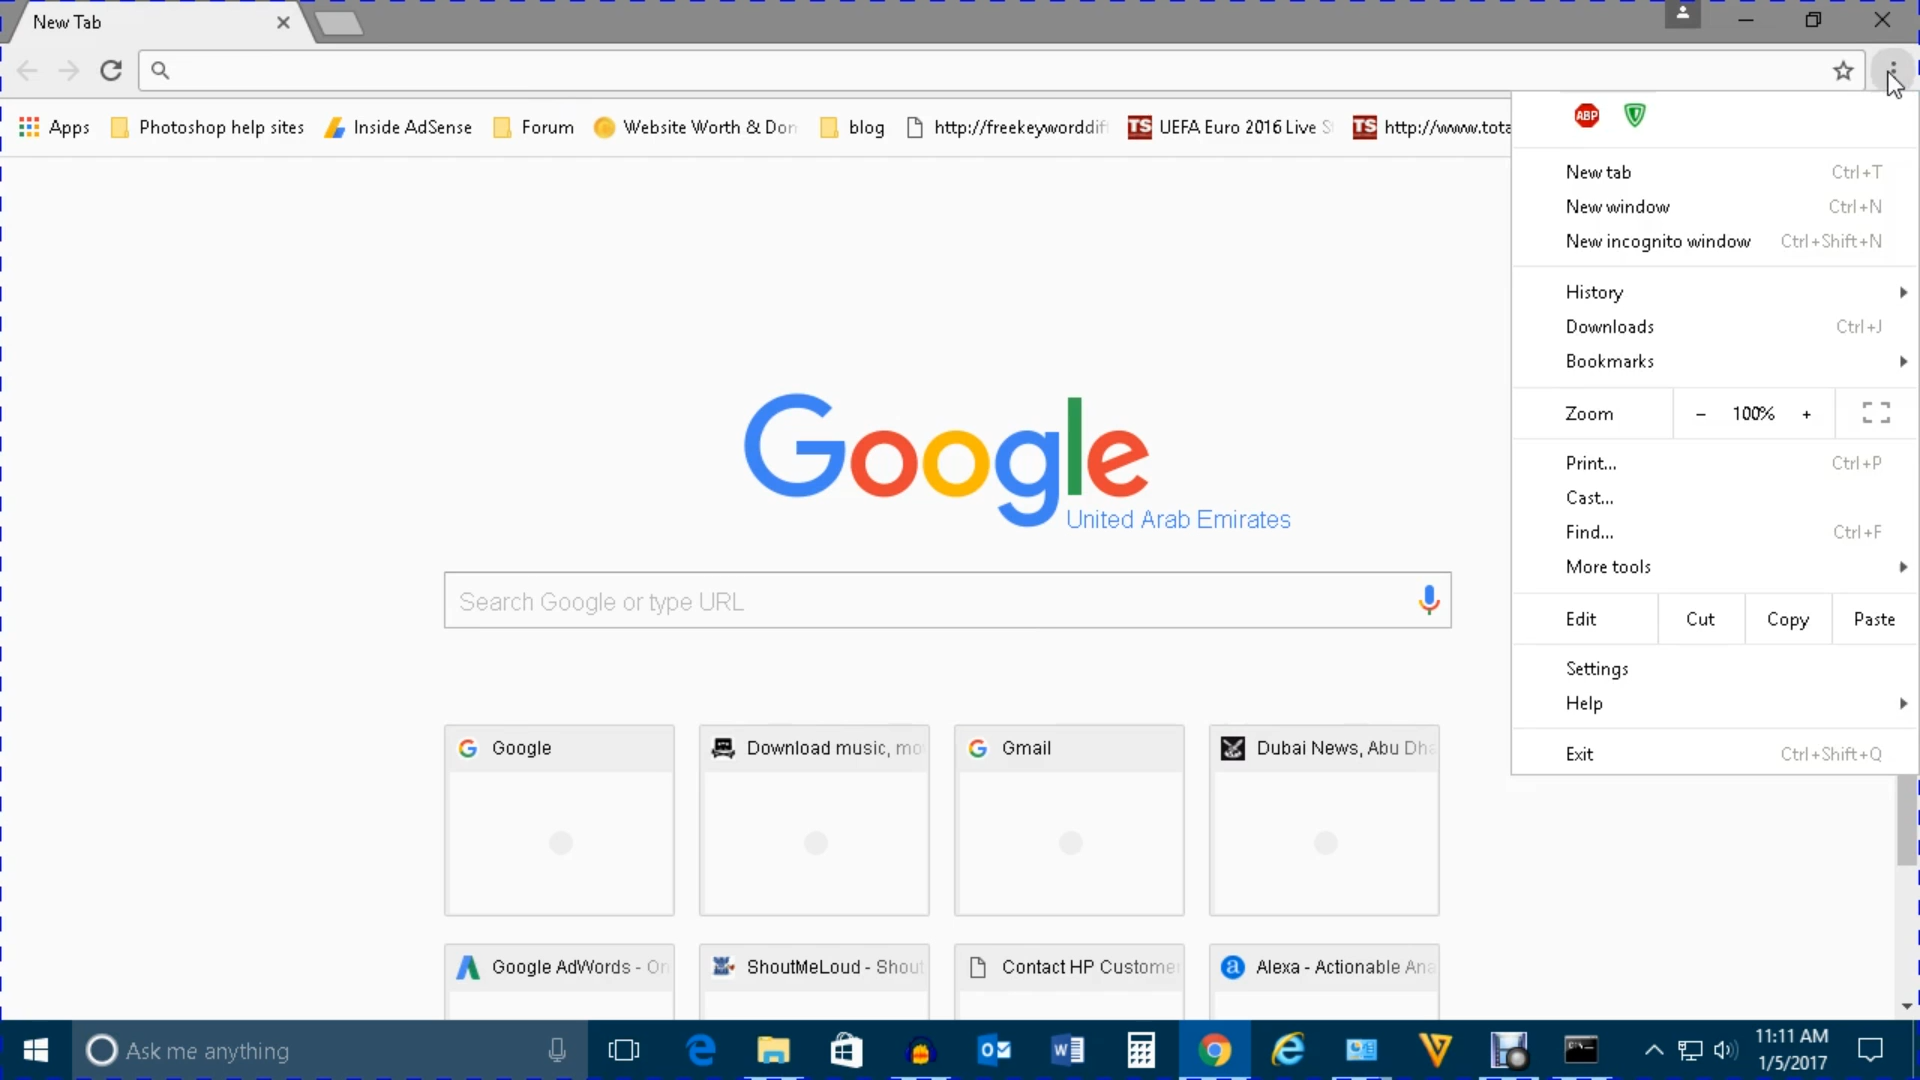 New Tab
Apps
Photoshop help sites
Inside AdSense
Forum
Website Worth & Don
blog
http://freekeyworddif
TS
UEFA Euro 2016 Live S
TS
http://www.tota
ABP
New tab Ctrl+T
New window Ctrl+N
New incognito window Ctrl+Shift+N
History
Downloads Ctrl+J
Bookmarks
Zoom - 100% +
Print... Ctrl+P
Cast...
Find... Ctrl+F
More tools
Edit Cut Copy Paste
Settings
Help
Exit Ctrl+Shift+Q
Google
United Arab Emirates
Search Google or type URL
Google
Download music, mo
Gmail
Dubai News, Abu Dha
Google AdWords - On
ShoutMeLoud - Shout
Contact HP Custome
Alexa - Actionable Ana
Ask me anything
11:11 AM
1/5/2017